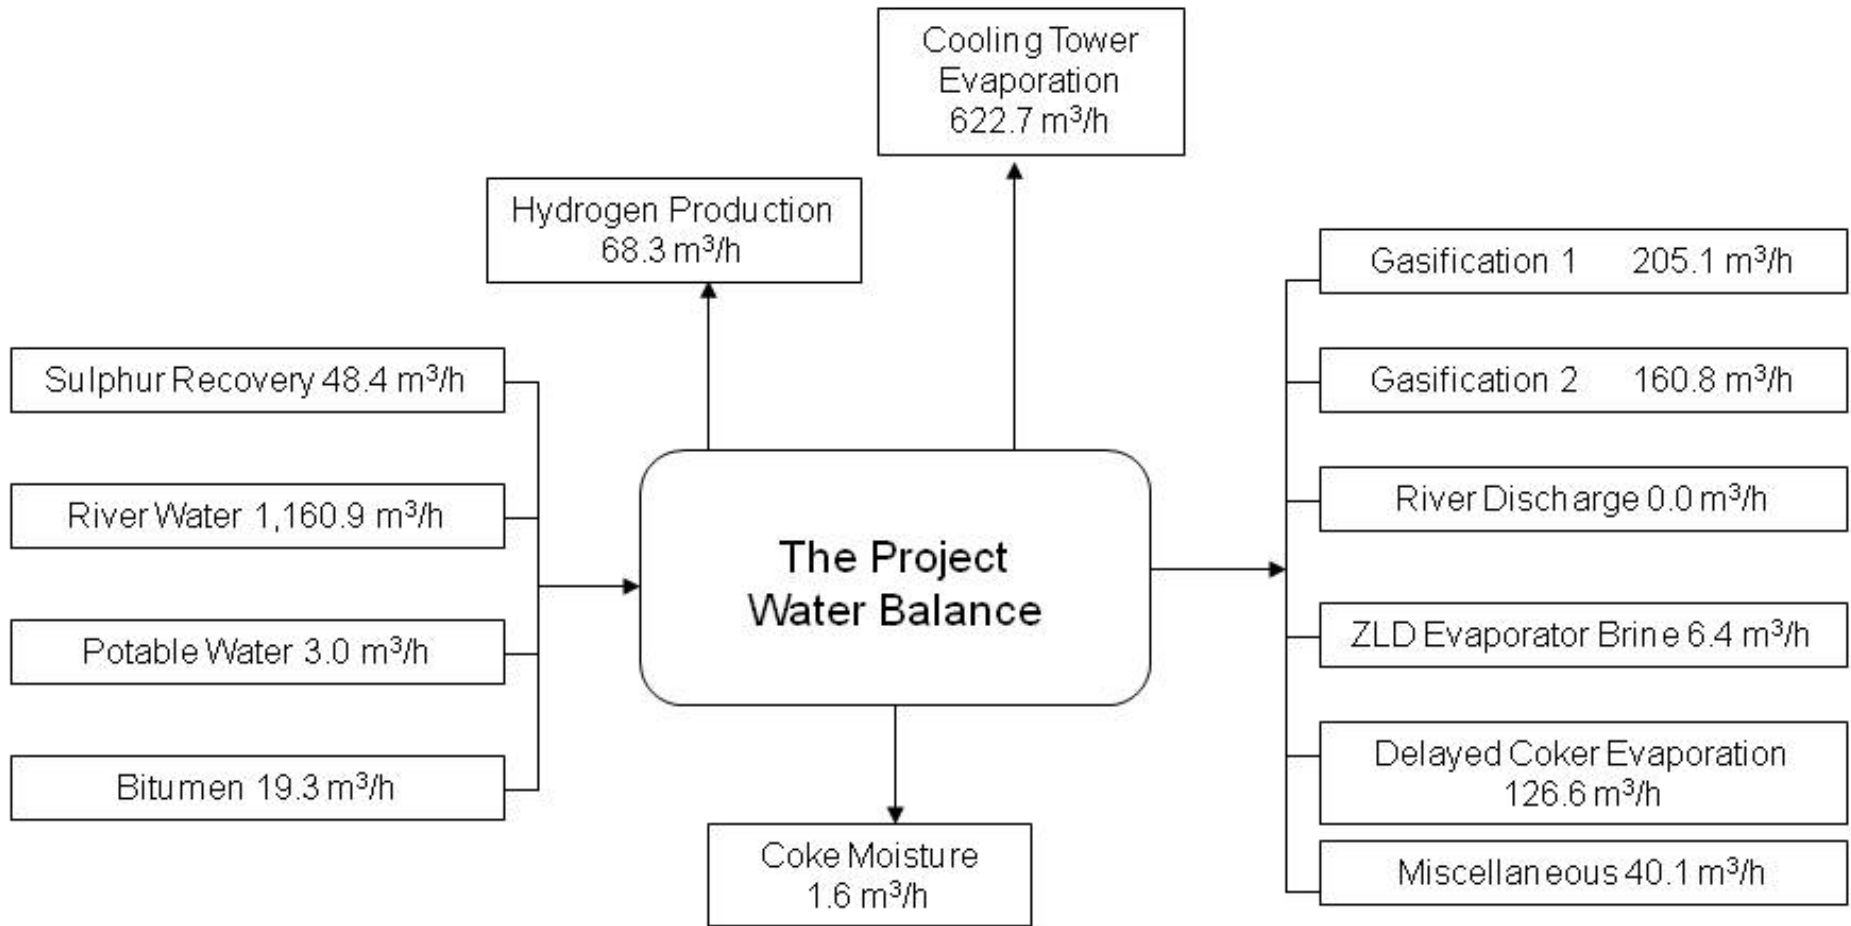 Cooling Tower
Evaporation
622.7 m³/h
Hydrogen Production
68.3 m³/h
Sulphur Recovery 48.4 m³/h
River Water 1,160.9 m³/h
Potable Water 3.0 m³/h
Bitumen 19.3 m³/h
The Project
Water Balance
Coke Moisture
1.6 m³/h
Gasification 1 205.1 m³/h
Gasification 2 160.8 m³/h
River Discharge 0.0 m³/h
ZLD Evaporator Brine 6.4 m³/h
Delayed Coker Evaporation
126.6 m³/h
Miscellaneous 40.1 m³/h